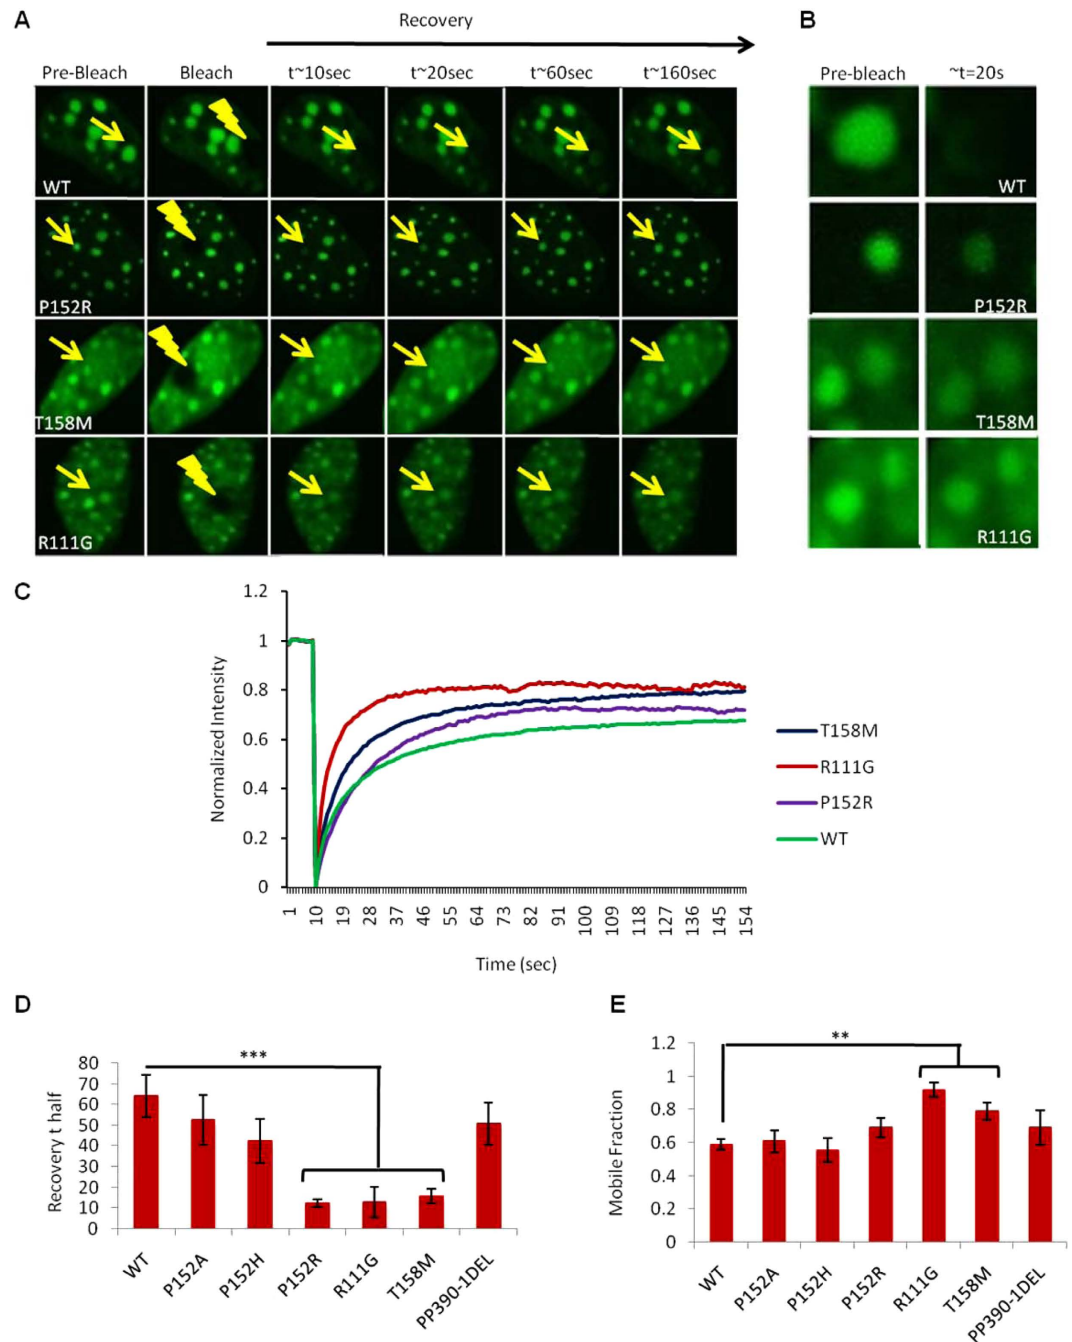 A
Recovery
B
Pre-Bleach Bleach t~10sec t~20sec t~60sec t~160sec
Pre-bleach ~t=20s
WT
WT
P152R
P152R
T158M
T158M
R111G
R111G
C
1.2
1
0.8
0.6
0.4
0.2
0
Normalized Intensity
1 10 19 28 37 46 55 64 73 82 91 100 109 118 127 136 145 154
Time (sec)
T158M
R111G
P152R
WT
D
***
80
70
60
50
40
30
20
10
0
Recovery t half
WT P152A P152H P152R R111G T158M PP390-1DEL
E
**
1.2
1
0.8
0.6
0.4
0.2
0
Mobile Fraction
WT P152A P152H P152R R111G T158M PP390-1DEL